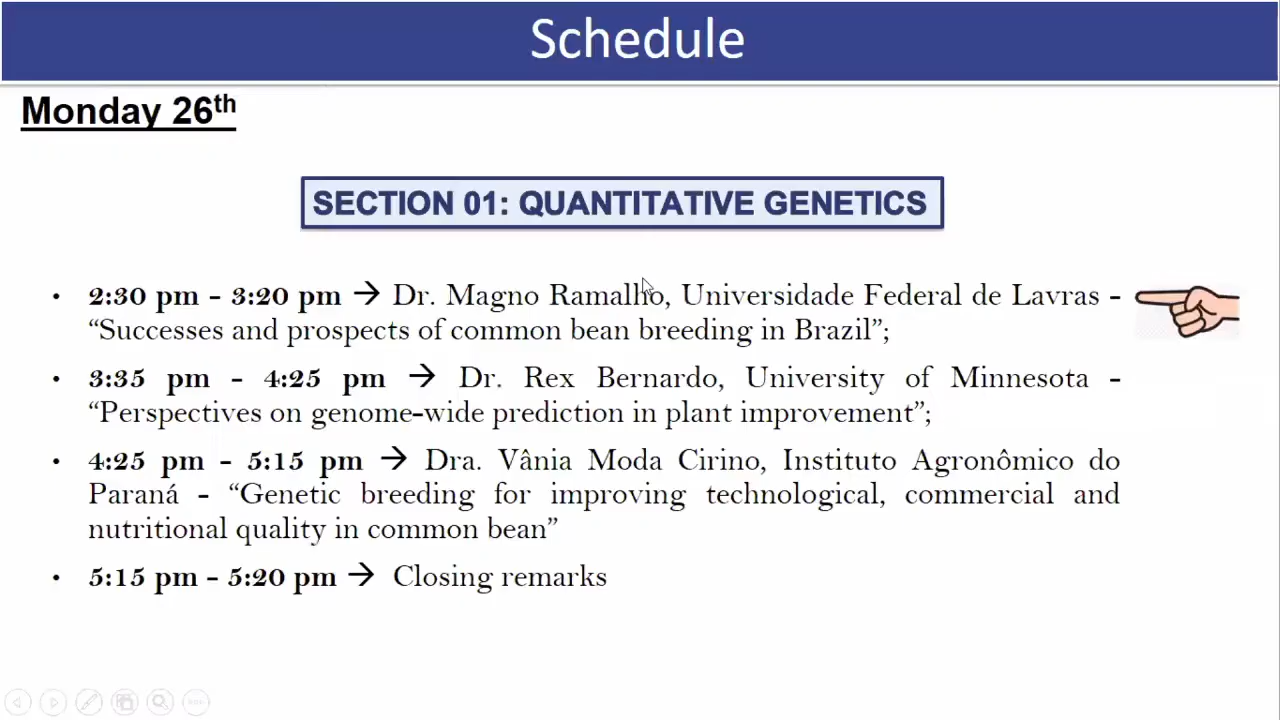 Schedule
Monday 26th
SECTION 01: QUANTITATIVE GENETICS
• 2:30 pm – 3:20 pm → Dr. Magno Ramalho, Universidade Federal de Lavras –
“Successes and prospects of common bean breeding in Brazil”;
• 3:35 pm – 4:25 pm → Dr. Rex Bernardo, University of Minnesota –
“Perspectives on genome-wide prediction in plant improvement”;
• 4:25 pm – 5:15 pm → Dra. Vânia Moda Cirino, Instituto Agronômico do
Paraná – “Genetic breeding for improving technological, commercial and
nutritional quality in common bean”
• 5:15 pm – 5:20 pm → Closing remarks